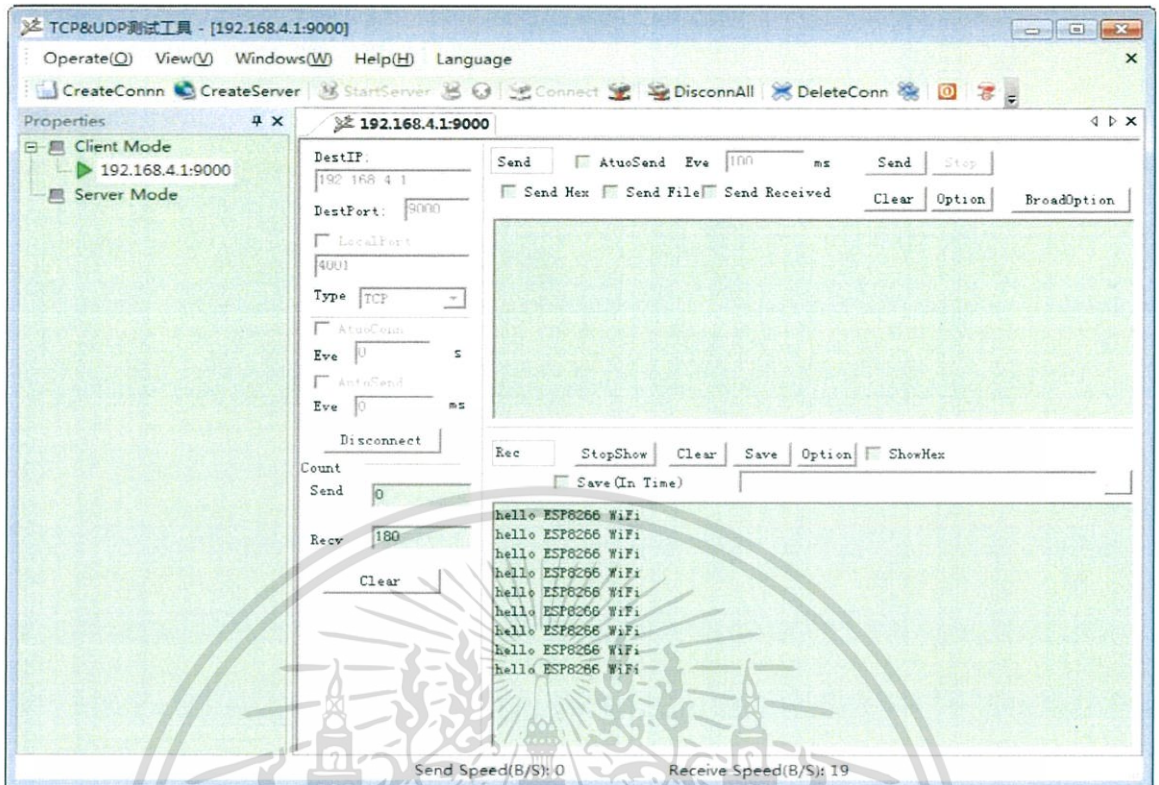 TCP&UDP测试工具 - [192.168.4.1:9000]
Operate(O) View(V) Windows(W) Help(H) Language
CreateConnn CreateServer StartServer Connect DisconnAll DeleteConn
Properties
192.168.4.1:9000
Client Mode
192.168.4.1:9000
Server Mode
DestIP:
192 168 4 1
DestPort: 9000
LocalPort
4001
Type TCP
AtuoConn
Eve 0 s
AutoSend
Eve 0 ms
Disconnect
Count
Send 0
Recv 180
Clear
Send AtuoSend Eve 100 ms Send Stop
Send Hex Send File Send Received Clear Option BroadOption
Rec StopShow Clear Save Option ShowHex
Save(In Time)
hello ESP8266 WiFi
hello ESP8266 WiFi
hello ESP8266 WiFi
hello ESP8266 WiFi
hello ESP8266 WiFi
hello ESP8266 WiFi
hello ESP8266 WiFi
hello ESP8266 WiFi
hello ESP8266 WiFi
Send Speed(B/S): 0 Receive Speed(B/S): 19